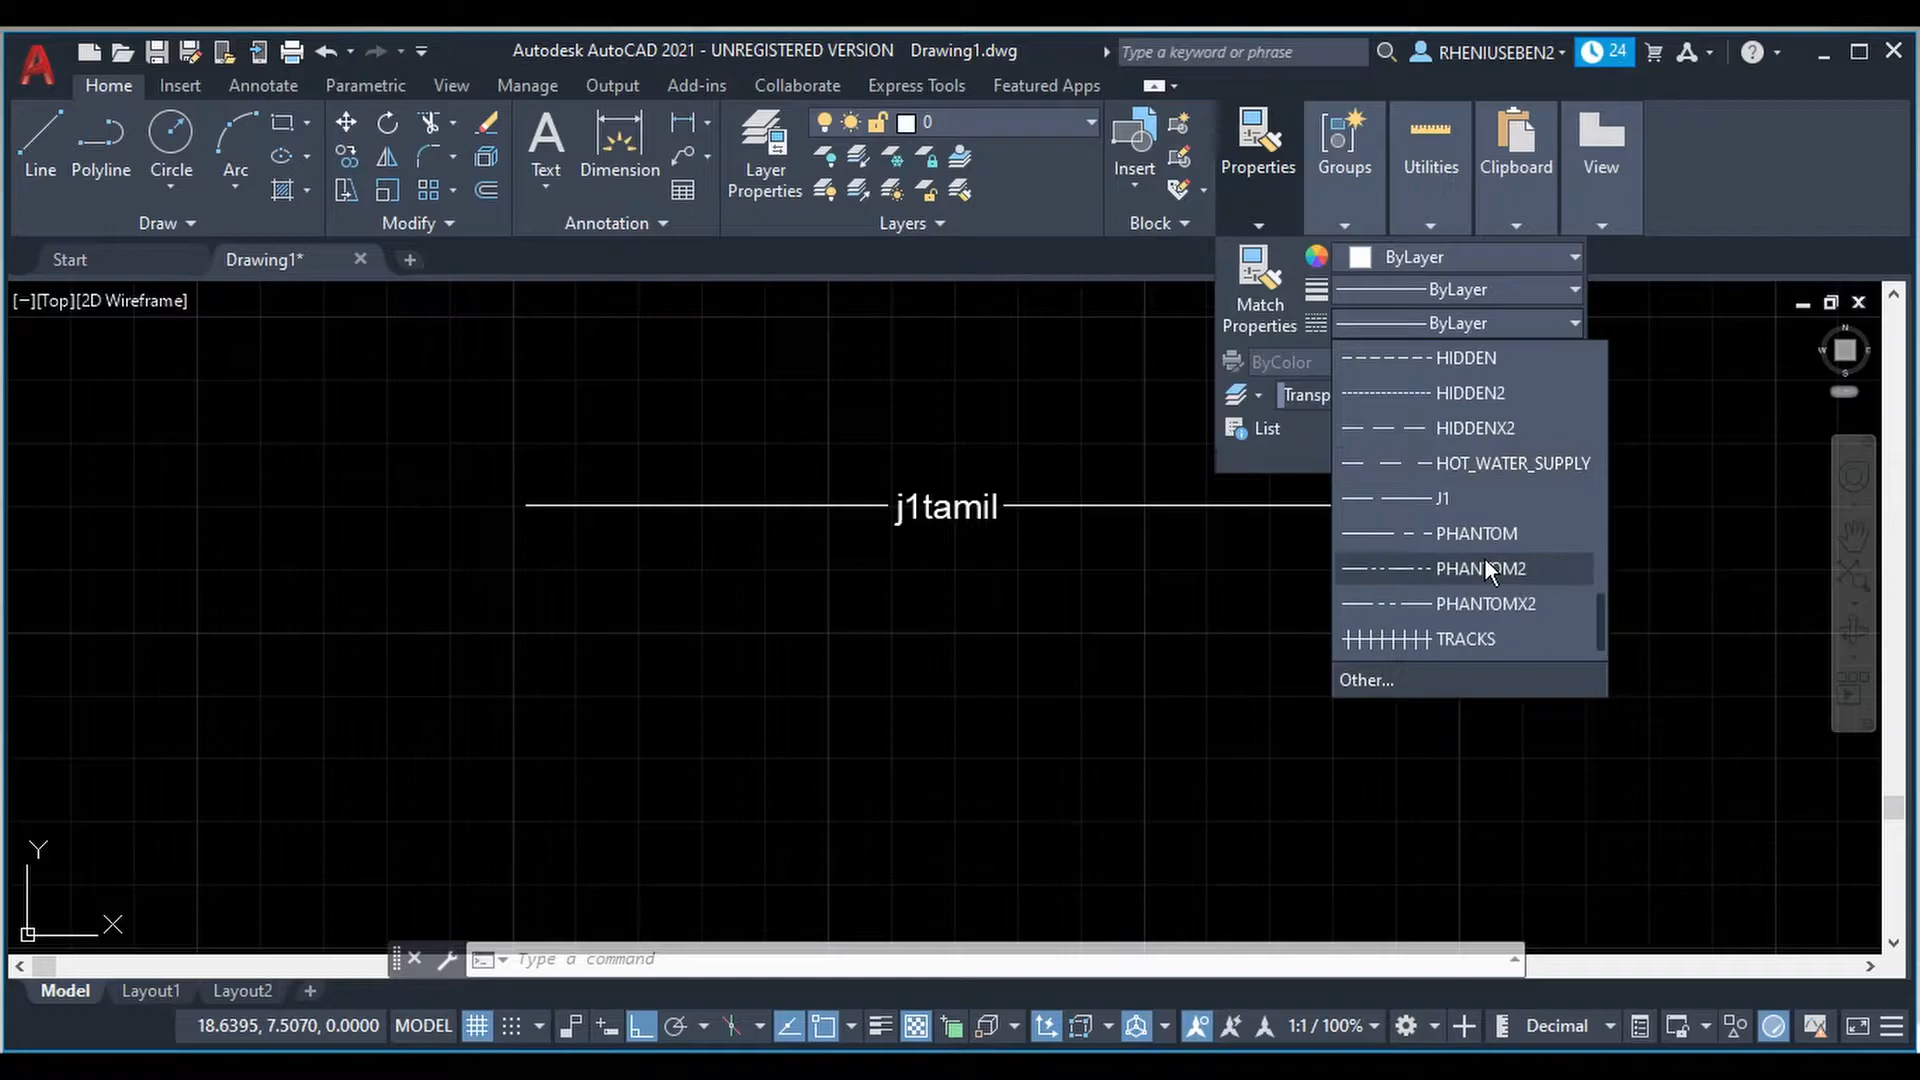 Autodesk AutoCAD 2021 - UNREGISTERED VERSION Drawing1.dwg Type a keyword or phrase RHENIUSEBEN2 24
Home Insert Annotate Parametric View Manage Output Add-ins Collaborate Express Tools Featured Apps
Line Polyline Circle Arc Text Dimension Layer Properties 0 Insert Properties Groups Utilities Clipboard View
Draw Modify Annotation Layers Block
Start Drawing1* ByLayer
[−][Top][2D Wireframe] Match Properties ByLayer
ByLayer
ByColor HIDDEN
Transp HIDDEN2
List HIDDENX2
HOT_WATER_SUPPLY
j1tamil J1
PHANTOM
PHANTOM2
PHANTOMX2
TRACKS
Other...
N
W
S
Y
X
Type a command
Model Layout1 Layout2 +
18.6395, 7.5070, 0.0000 MODEL 1:1 / 100% Decimal